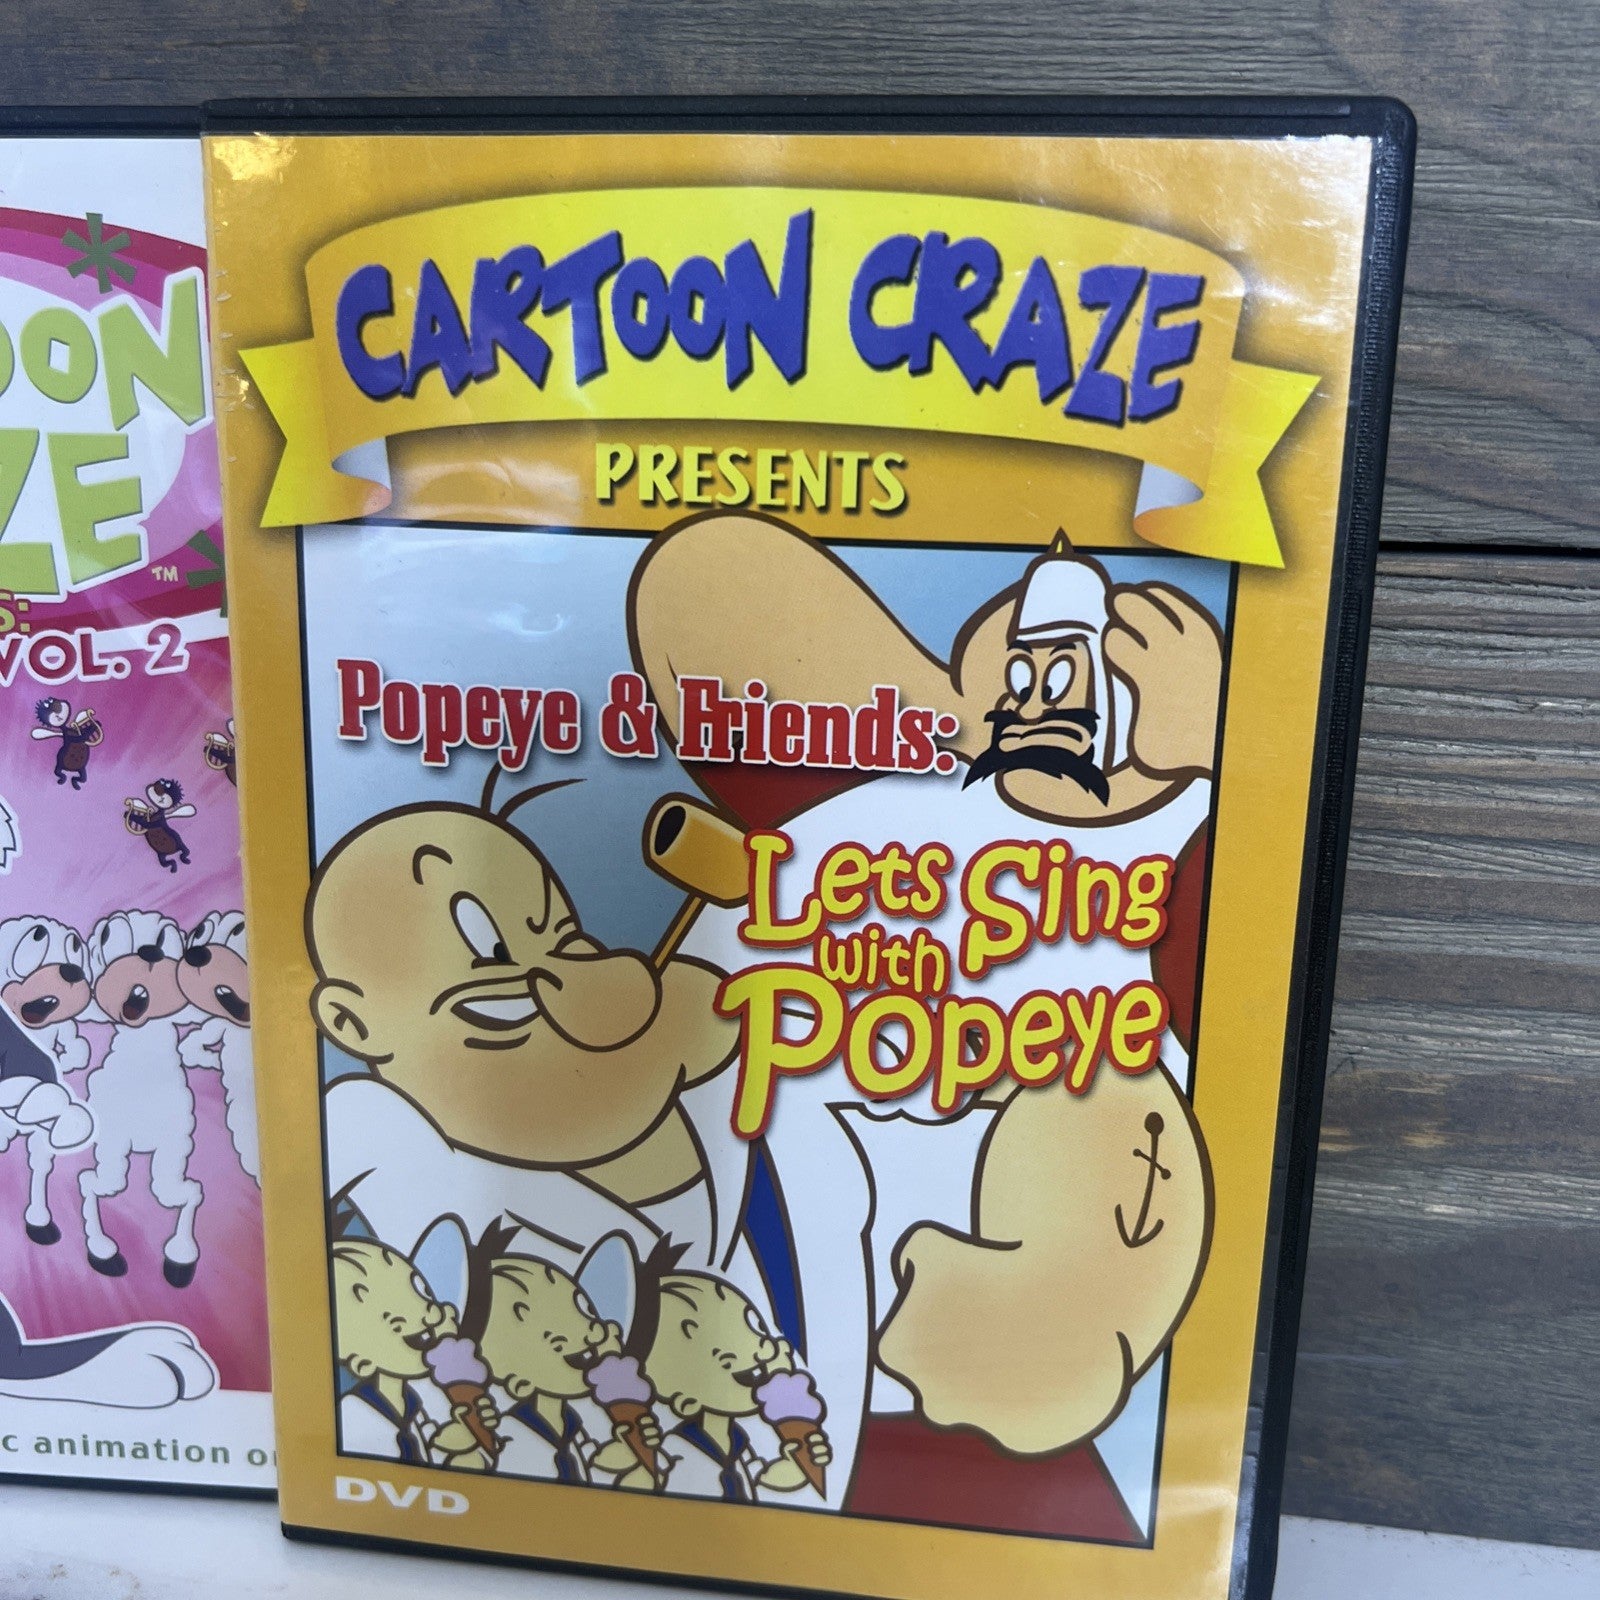 CARTOON CRAZE
PRESENTS
Popeye & Friends:
Lets Sing
with
Popeye
DVD
OON
ZE
TM
S:
VOL. 2
c animation o